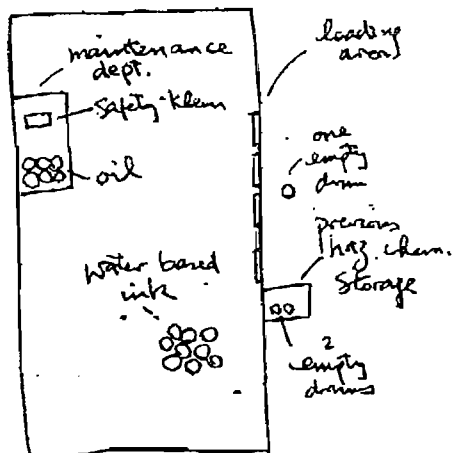 maintenance
dept.
Safety-Kleen
oil
loading
areas
one
empty
drum
previous
haz. chem.
Storage
water based
ink
2
empty
drums